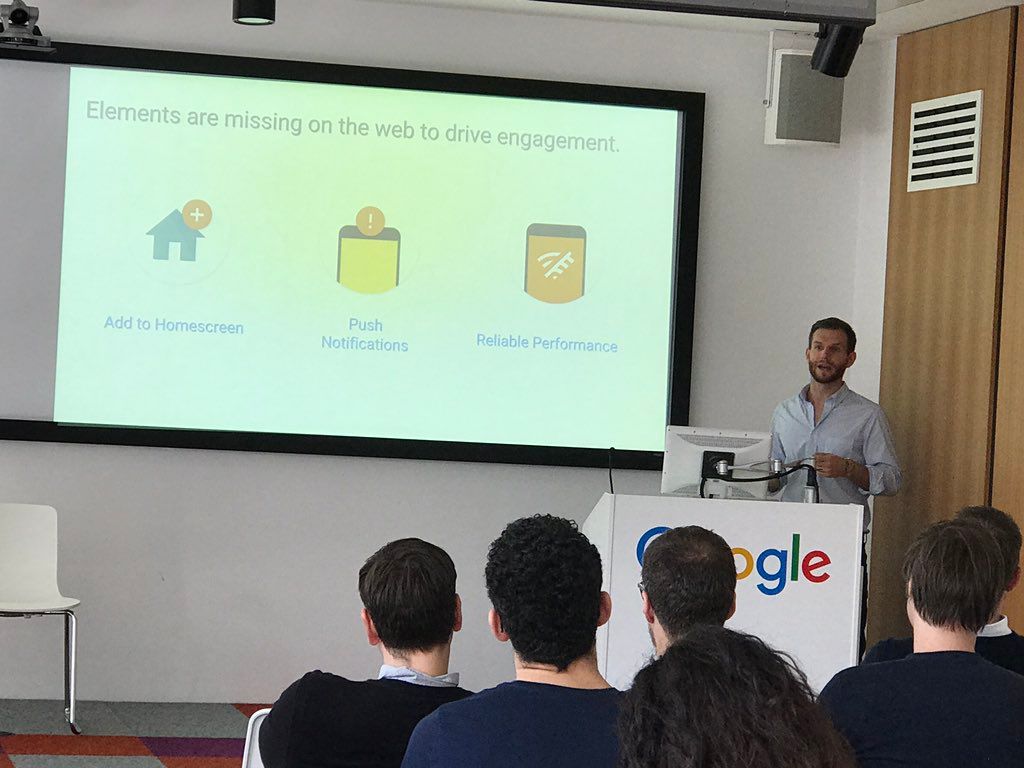 Elements are missing on the web to drive engagement.
Add to Homescreen
Push
Notifications
Reliable Performance
Google